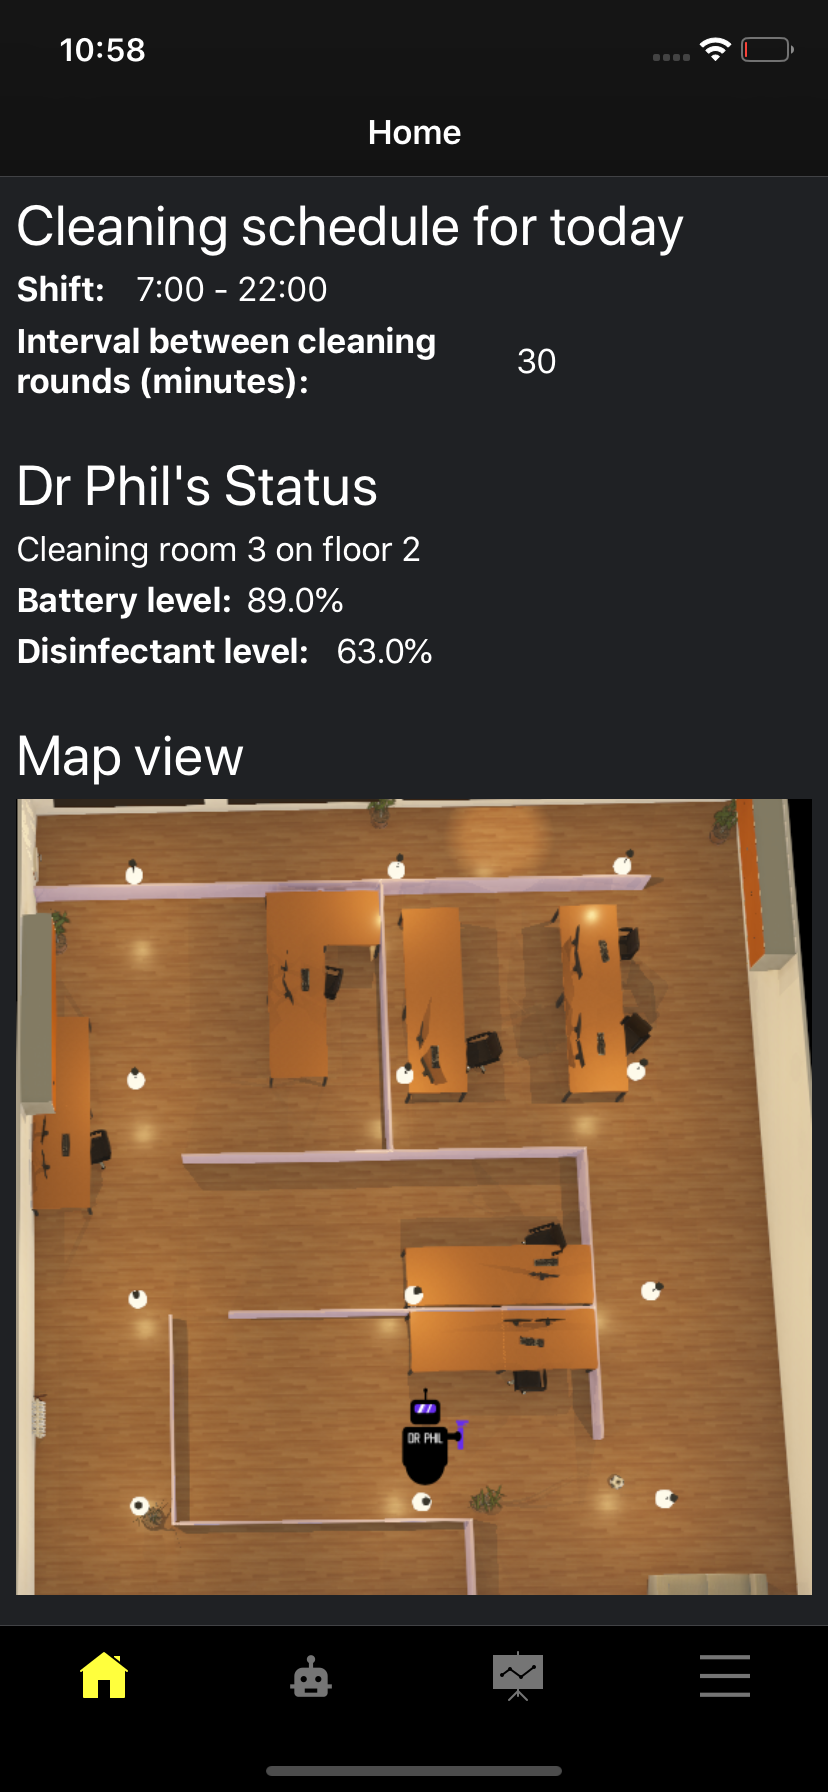 10:58
Home
Cleaning schedule for today
Shift: 7:00 - 22:00
Interval between cleaning
rounds (minutes):
30
Dr Phil's Status
Cleaning room 3 on floor 2
Battery level: 89.0%
Disinfectant level: 63.0%
Map view
DR PHIL